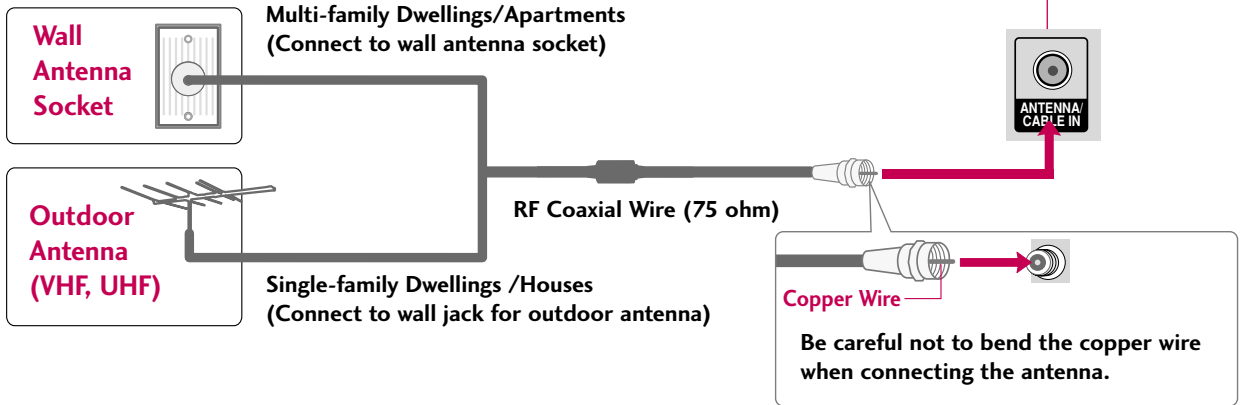 Wall
Antenna
Socket
Multi-family Dwellings/Apartments
(Connect to wall antenna socket)
ANTENNA/
CABLE IN
Outdoor
Antenna
(VHF, UHF)
RF Coaxial Wire (75 ohm)
Single-family Dwellings /Houses
(Connect to wall jack for outdoor antenna)
Copper Wire
Be careful not to bend the copper wire
when connecting the antenna.